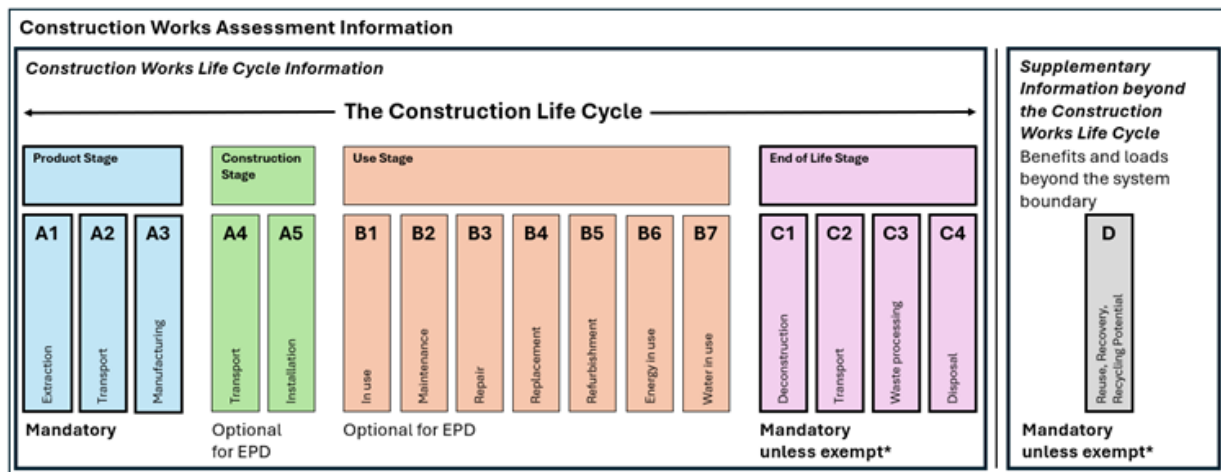 Construction Works Assessment Information
Construction Works Life Cycle Information
The Construction Life Cycle
Product Stage
Construction
Stage
Use Stage
End of Life Stage
A1
A2
A3
A4
A5
B1
B2
B3
B4
B5
B6
B7
C1
C2
C3
C4
Extraction
Transport
Manufacturing
Transport
Installation
In use
Maintenance
Repair
Replacement
Refurbishment
Energy in use
Water in use
Deconstruction
Transport
Waste processing
Disposal
Mandatory
Optional
for EPD
Optional for EPD
Mandatory
unless exempt*
Supplementary
Information beyond
the Construction
Works Life Cycle
Benefits and loads
beyond the system
boundary
D
Reuse, Recovery,
Recycling Potential
Mandatory
unless exempt*